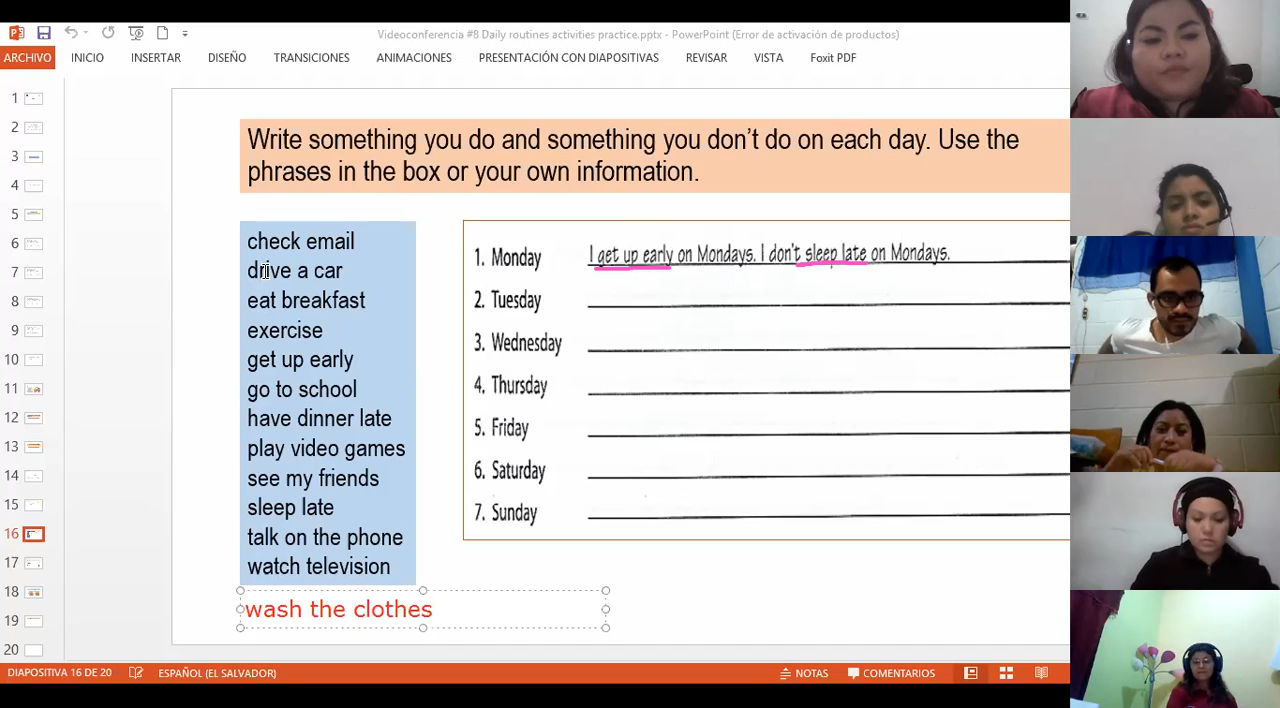 Videoconferencia #8 Daily routines activities practice.pptx - PowerPoint (Error de activación de productos)
ARCHIVO INICIO INSERTAR DISEÑO TRANSICIONES ANIMACIONES PRESENTACIÓN CON DIAPOSITIVAS REVISAR VISTA Foxit PDF
1
2
3
4
5
6
7
8
9
10
11
12
13
14
15
16
17
18
19
20
Write something you do and something you don't do on each day. Use the
phrases in the box or your own information.
check email
drive a car
eat breakfast
exercise
get up early
go to school
have dinner late
play video games
see my friends
sleep late
talk on the phone
watch television
wash the clothes
1. Monday I get up early on Mondays. I don't sleep late on Mondays.
2. Tuesday
3. Wednesday
4. Thursday
5. Friday
6. Saturday
7. Sunday
DIAPOSITIVA 16 DE 20 ESPAÑOL (EL SALVADOR) NOTAS COMENTARIOS